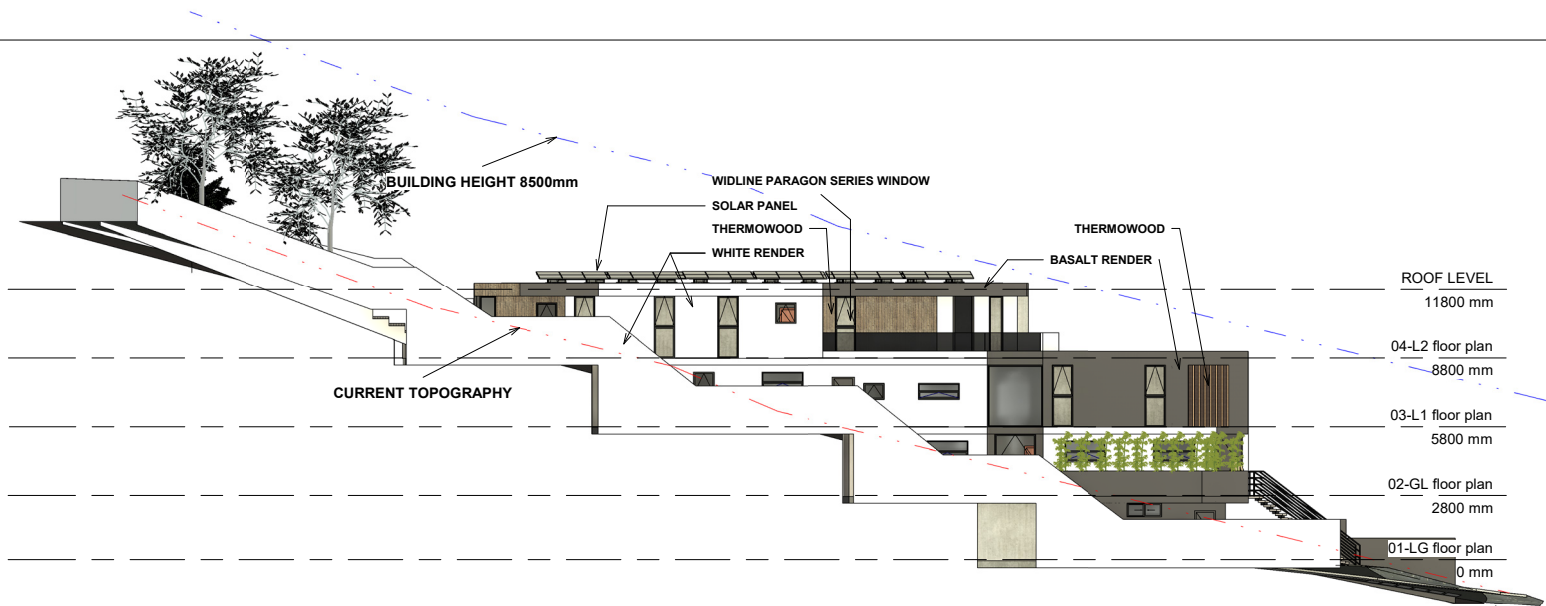 BUILDING HEIGHT 8500mm
WIDLINE PARAGON SERIES WINDOW
SOLAR PANEL
THERMOWOOD
WHITE RENDER
THERMOWOOD
BASALT RENDER
CURRENT TOPOGRAPHY
ROOF LEVEL
11800 mm
04-L2 floor plan
8800 mm
03-L1 floor plan
5800 mm
02-GL floor plan
2800 mm
01-LG floor plan
0 mm